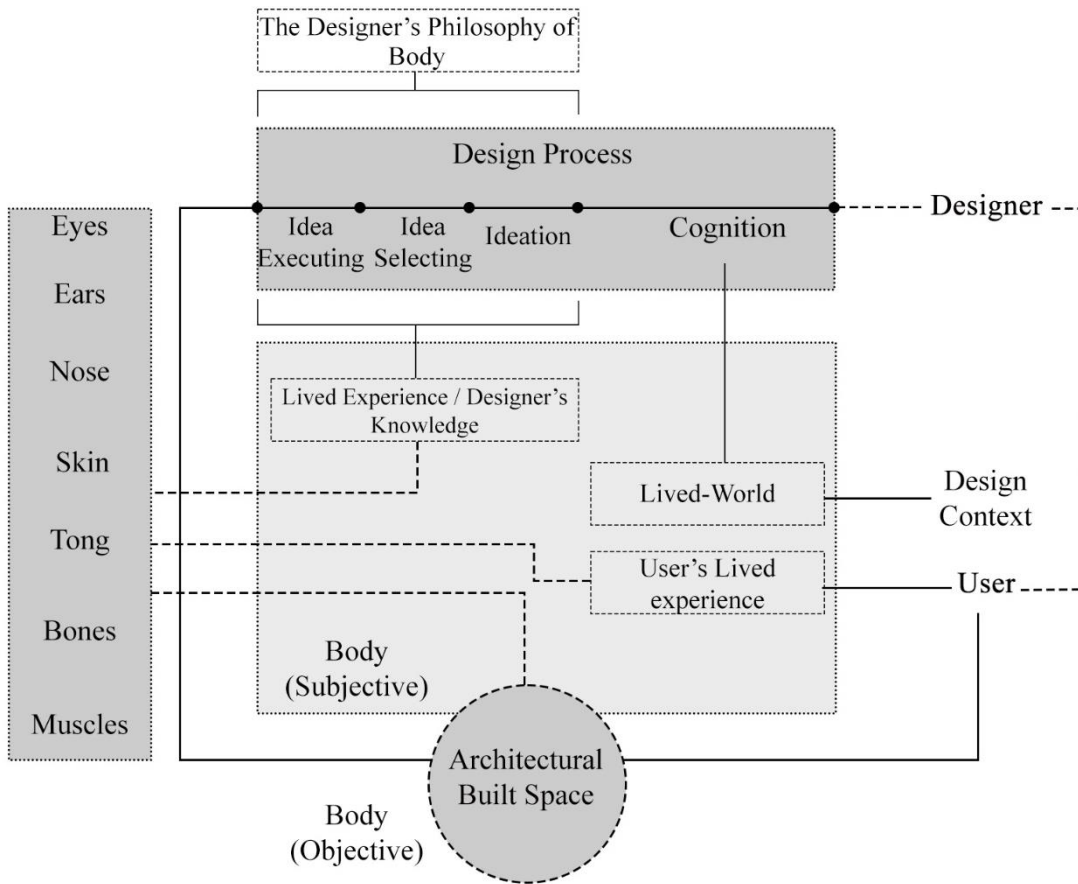 The Designer’s Philosophy of
Body
Design Process
Designer
Idea
Executing
Idea
Selecting
Ideation
Cognition
Eyes
Ears
Nose
Skin
Tong
Bones
Muscles
Lived Experience / Designer’s
Knowledge
Lived-World
Design
Context
User’s Lived
experience
User
Body
(Subjective)
Architectural
Built Space
Body
(Objective)